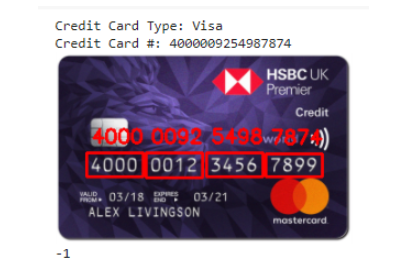 Credit Card Type: Visa
Credit Card #: 4000009254987874
HSBC UK
Premier
Credit
4000 0092 5498 7874
4000 0012 3456 7899
VALID FROM 03/18 EXPIRES END 03/21
ALEX LIVINGSON
mastercard
-1